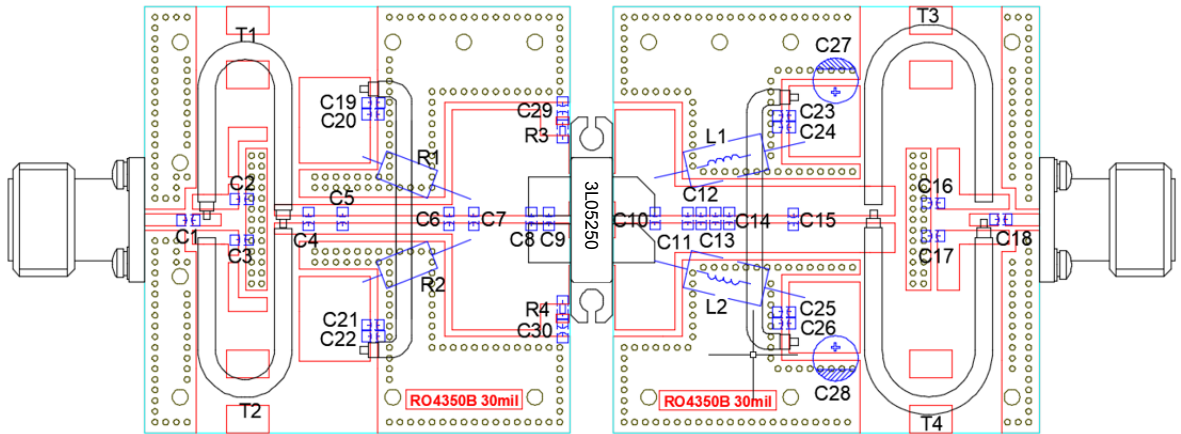 T1
T3
C27
C19
C20
C29
R3
C23
C24
L1
R1
C2
C5
C1
C4
C6
C7
C8
C9
3L05250
C10
C12
C11
C13
C14
C15
C16
C18
C3
C17
R2
L2
C21
C22
R4
C30
C25
C26
RO4350B 30mil
RO4350B 30mil
C28
T2
T4